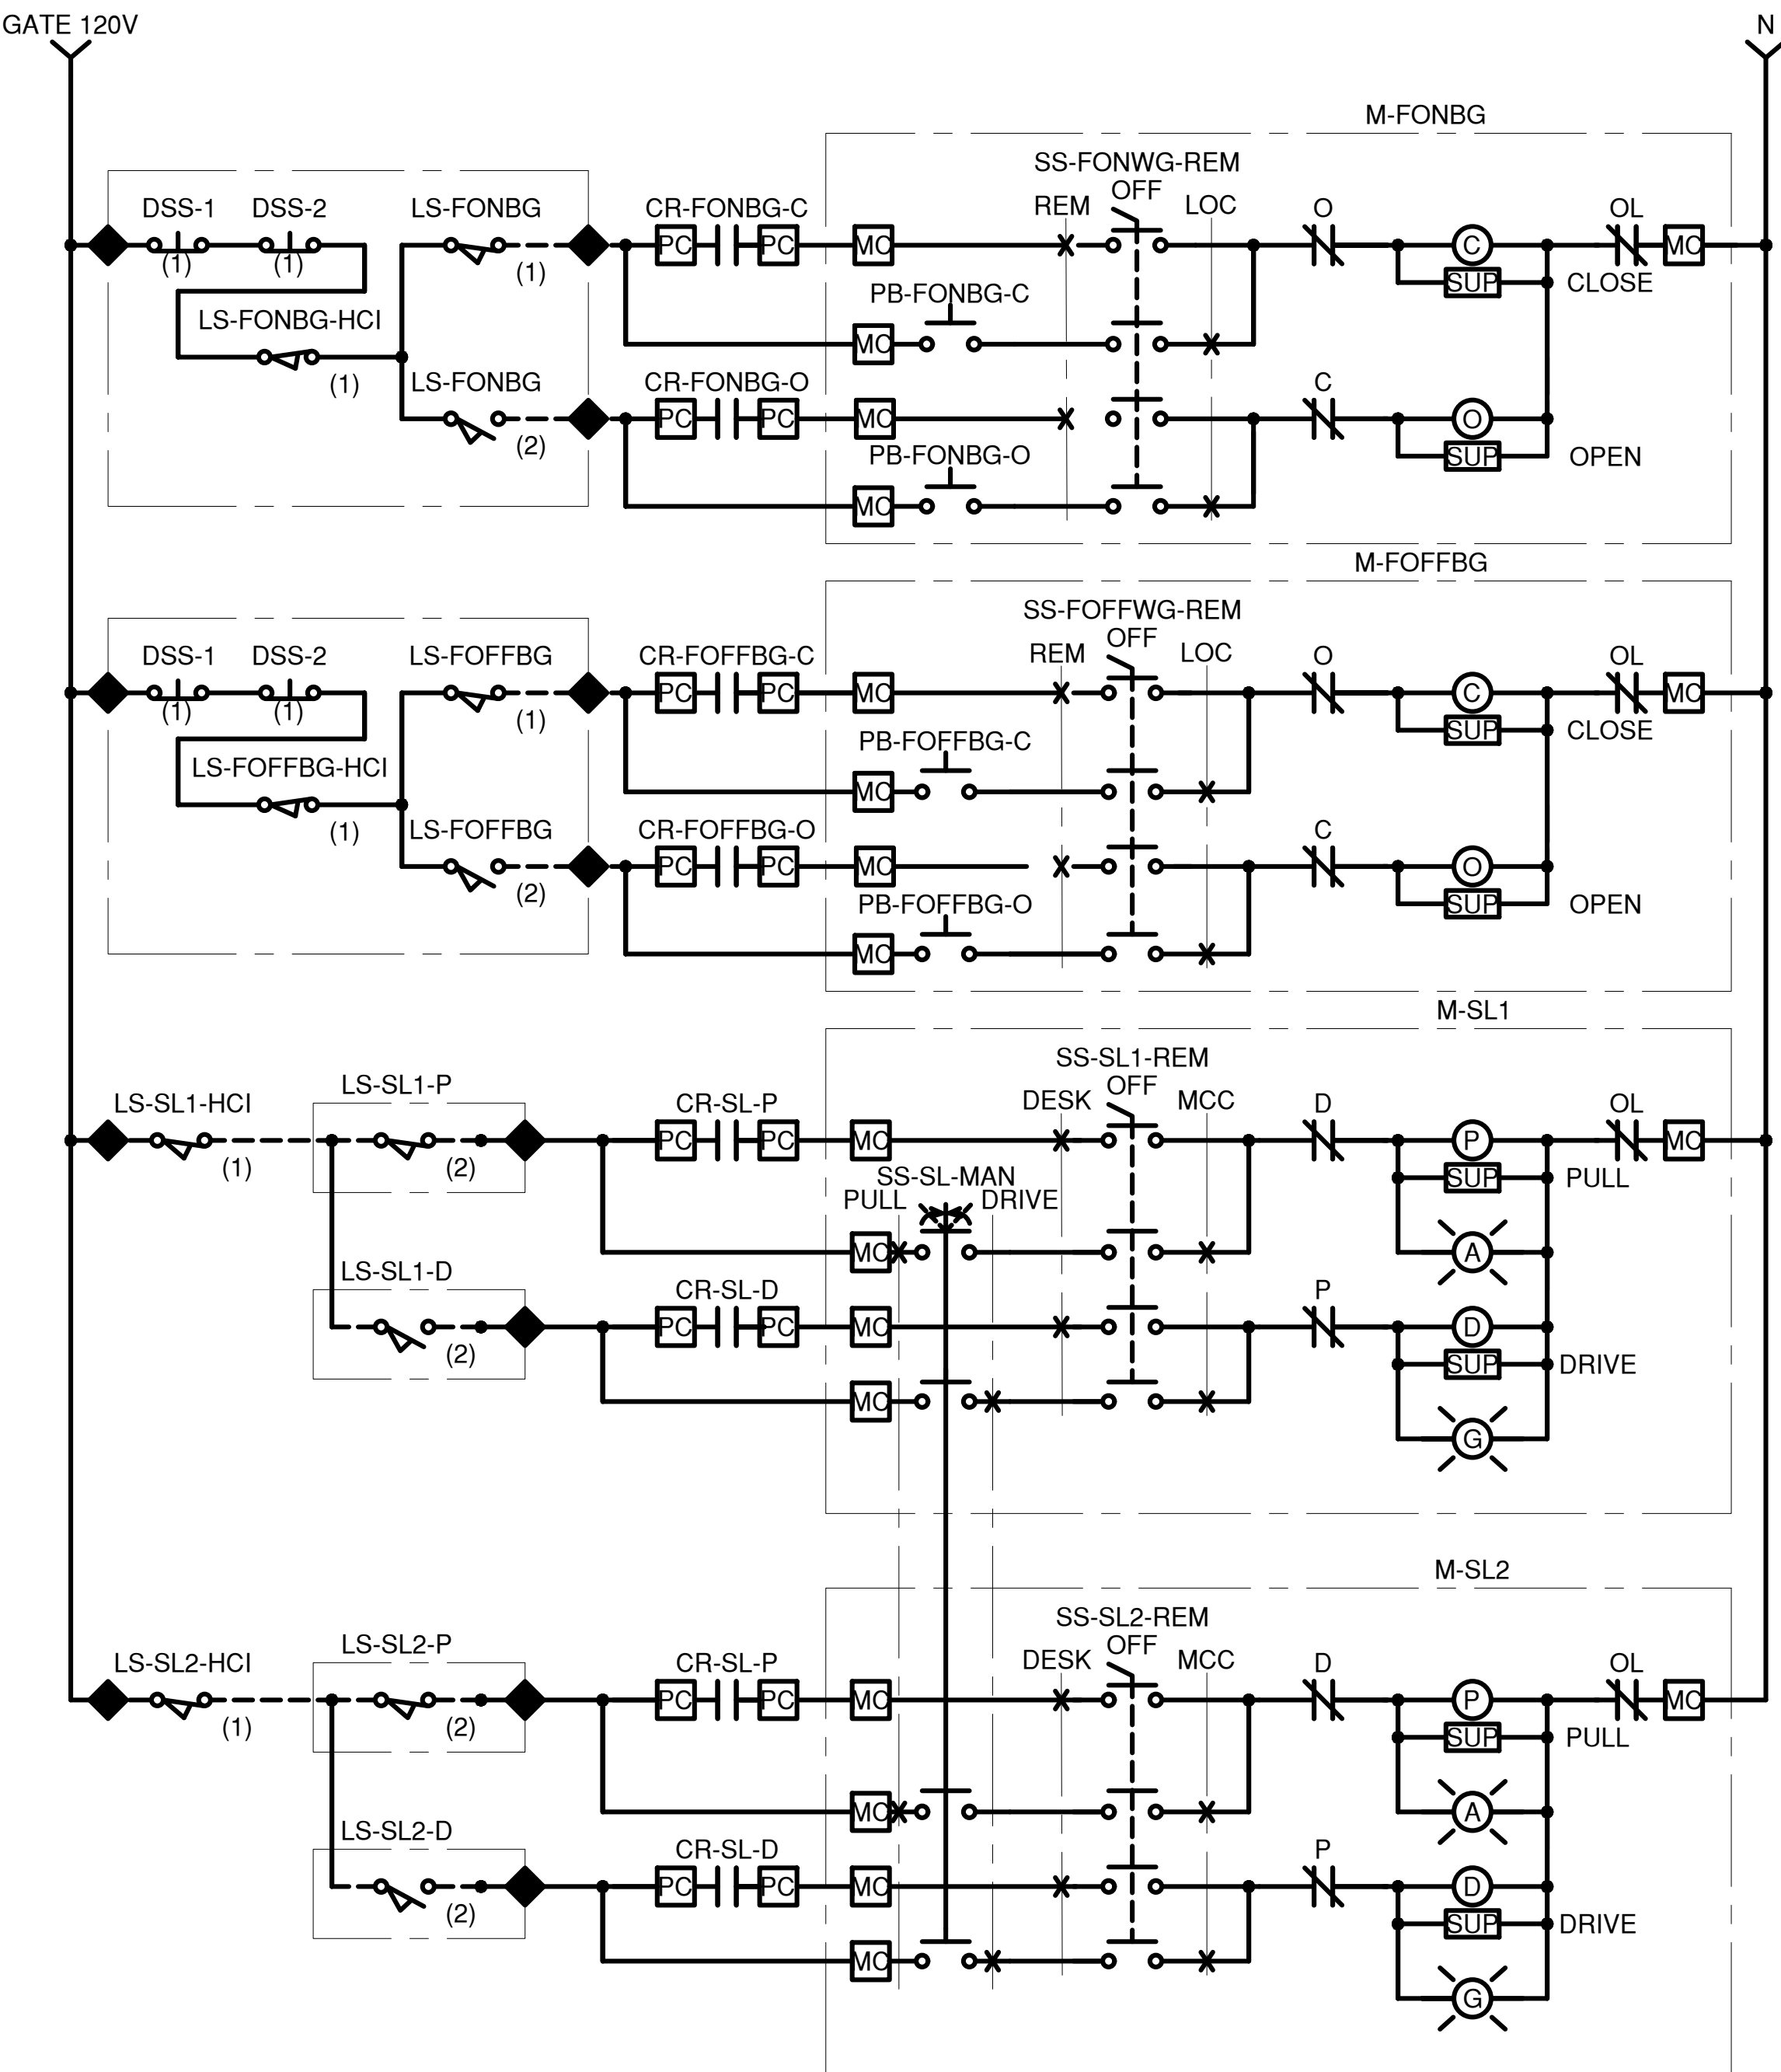 GATE 120V N
M-FONBG
SS-FONWG-REM
OFF
REM LOC
DSS-1 DSS-2 LS-FONBG CR-FONBG-C O OL
PC PC MC C MC
(1) (1) (1) SUP CLOSE
PB-FONBG-C
LS-FONBG-HCI
MC
(1) LS-FONBG CR-FONBG-O C
PC PC MC O
(2) PB-FONBG-O SUP OPEN
MC
M-FOFFBG
SS-FOFFWG-REM
OFF
REM LOC
DSS-1 DSS-2 LS-FOFFBG CR-FOFFBG-C O OL
PC PC MC C MC
(1) (1) (1) SUP CLOSE
PB-FOFFBG-C
LS-FOFFBG-HCI
MC
(1) LS-FOFFBG CR-FOFFBG-O C
PC PC MC O
(2) PB-FOFFBG-O SUP OPEN
MC
M-SL1
SS-SL1-REM
OFF
LS-SL1-HCI LS-SL1-P CR-SL-P DESK MCC D OL
PC PC MC P MC
(1) (2) SS-SL-MAN SUP PULL
PULL DRIVE
MC A
LS-SL1-D CR-SL-D P
PC PC MC D
(2) SUP DRIVE
MC
G
M-SL2
SS-SL2-REM
OFF
LS-SL2-HCI LS-SL2-P CR-SL-P DESK MCC D OL
PC PC MC P MC
(1) (2) SUP PULL
MC A
LS-SL2-D CR-SL-D P
PC PC MC D
(2) SUP DRIVE
MC
G